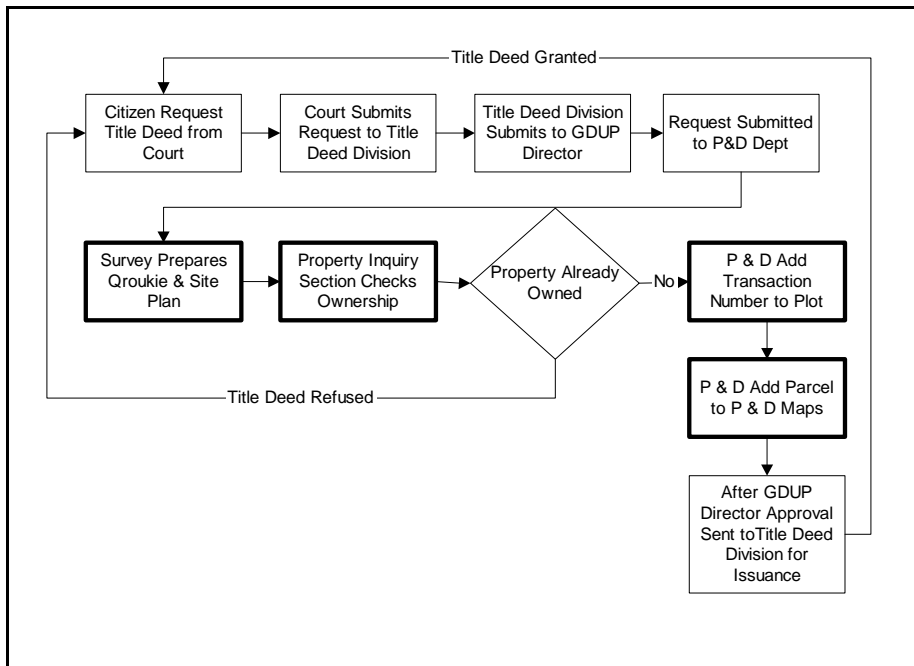 Title Deed Granted
Citizen Request
Title Deed from
Court
Court Submits
Request to Title
Deed Division
Title Deed Division
Submits to GDUP
Director
Request Submitted
to P&D Dept
Survey Prepares
Qroukie & Site
Plan
Property Inquiry
Section Checks
Ownership
Property Already
Owned
No
P & D Add
Transaction
Number to Plot
Title Deed Refused
P & D Add Parcel
to P & D Maps
After GDUP
Director Approval
Sent toTitle Deed
Division for
Issuance